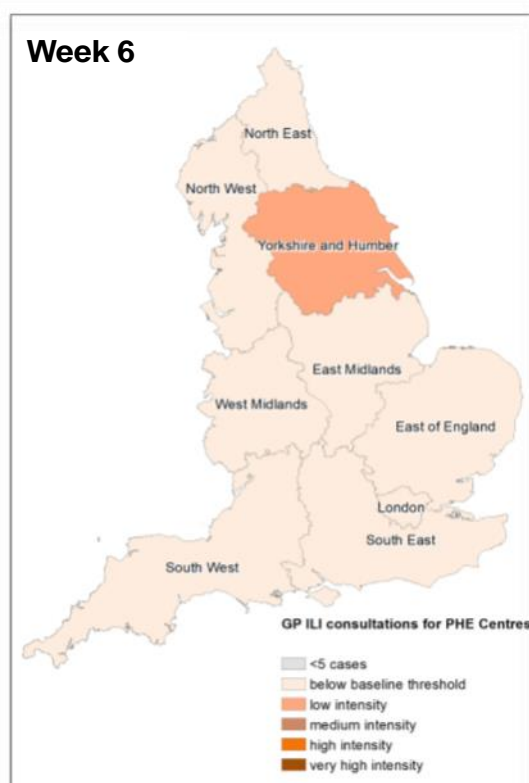 Week 6
North East
North West
Yorkshire and Humber
East Midlands
West Midlands
East of England
London
South East
South West
GP ILI consultations for PHE Centres
<5 cases
below baseline threshold
low intensity
medium intensity
high intensity
very high intensity